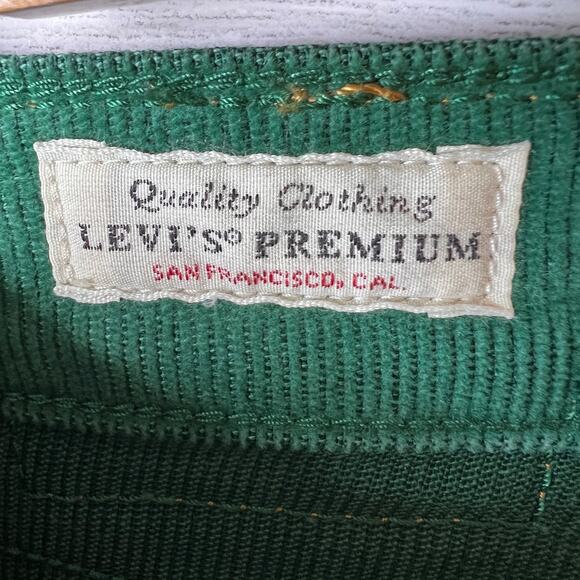 Quality Clothing
LEVI'S® PREMIUM
SAN FRANCISCO, CAL.